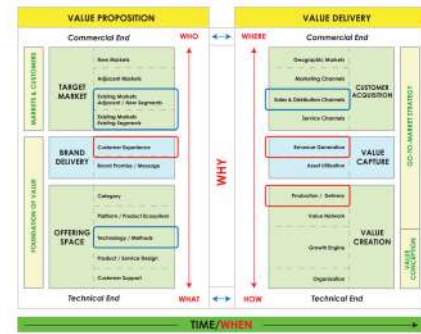 VALUE PROPOSITION
Commercial End
WHO
MARKETS & CUSTOMERS
TARGET
MARKET
New Markets
Adjacent Markets
Existing Markets
Adjacent / New Segments
Existing Markets
Existing Segments
FOUNDATION OF VALUE
BRAND
DELIVERY
Customer Experience
Brand Promise / Message
OFFERING
SPACE
Category
Platform / Product Ecosystem
Technology / Methods
Product / Service Design
Customer Support
Technical End
WHAT
WHY
VALUE DELIVERY
WHERE
Commercial End
Geographic Markets
Marketing Channels
Sales & Distribution Channels
Service Channels
CUSTOMER
ACQUISITION
Revenue Generation
Asset Utilisation
VALUE
CAPTURE
Production / Delivery
Value Network
Growth Engine
Organisation
VALUE
CREATION
GO-TO-MARKET STRATEGY
VALUE
CONCEPTION
HOW
Technical End
TIME/WHEN